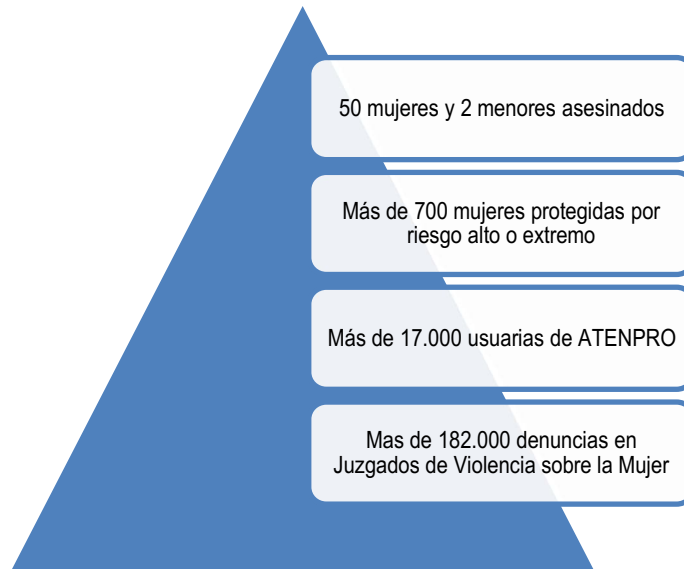 50 mujeres y 2 menores asesinados
Más de 700 mujeres protegidas por
riesgo alto o extremo
Más de 17.000 usuarias de ATENPRO
Mas de 182.000 denuncias en
Juzgados de Violencia sobre la Mujer